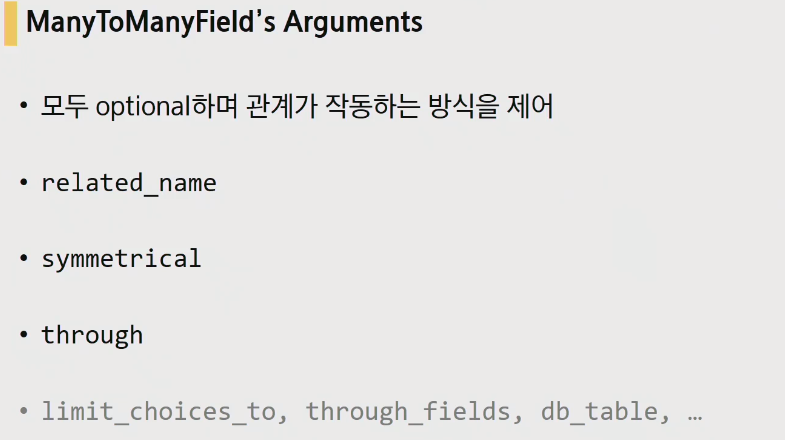 ManyToManyField’s Arguments
• 모두 optional하며 관계가 작동하는 방식을 제어
• related_name
• symmetrical
• through
• limit_choices_to, through_fields, db_table, …